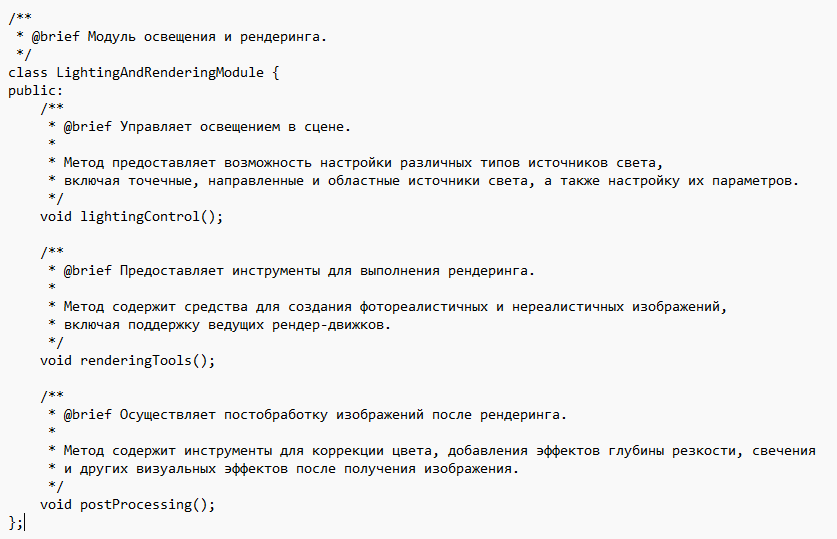 /**
 * @brief Модуль освещения и рендеринга.
 */
class LightingAndRenderingModule {
public:
    /**
     * @brief Управляет освещением в сцене.
     *
     * Метод предоставляет возможность настройки различных типов источников света,
     * включая точечные, направленные и областные источники света, а также настройку их параметров.
     */
    void lightingControl();

    /**
     * @brief Предоставляет инструменты для выполнения рендеринга.
     *
     * Метод содержит средства для создания фотореалистичных и нереалистичных изображений,
     * включая поддержку ведущих рендер-движков.
     */
    void renderingTools();

    /**
     * @brief Осуществляет постобработку изображений после рендеринга.
     *
     * Метод содержит инструменты для коррекции цвета, добавления эффектов глубины резкости, свечения
     * и других визуальных эффектов после получения изображения.
     */
    void postProcessing();
};